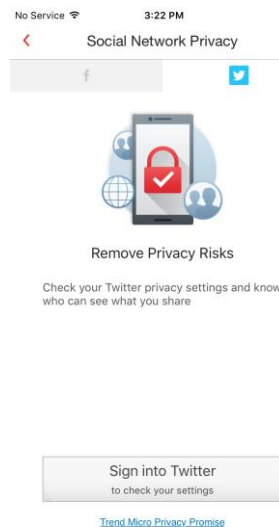 No Service 3:22 PM
Social Network Privacy
f
Remove Privacy Risks
Check your Twitter privacy settings and know
who can see what you share
Sign into Twitter
to check your settings
Trend Micro Privacy Promise